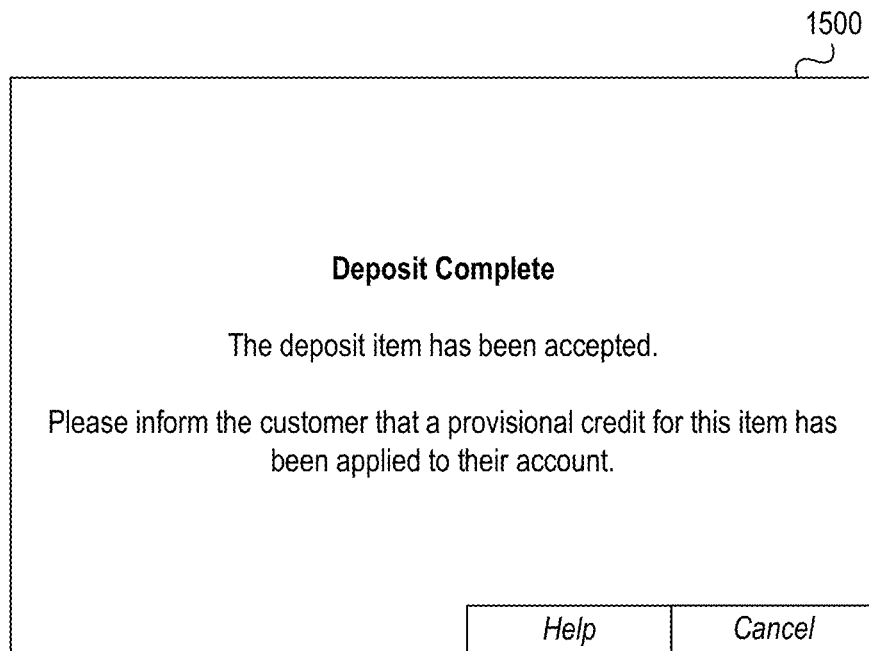 1500
Deposit Complete
The deposit item has been accepted.
Please inform the customer that a provisional credit for this item has
been applied to their account.
Help
Cancel